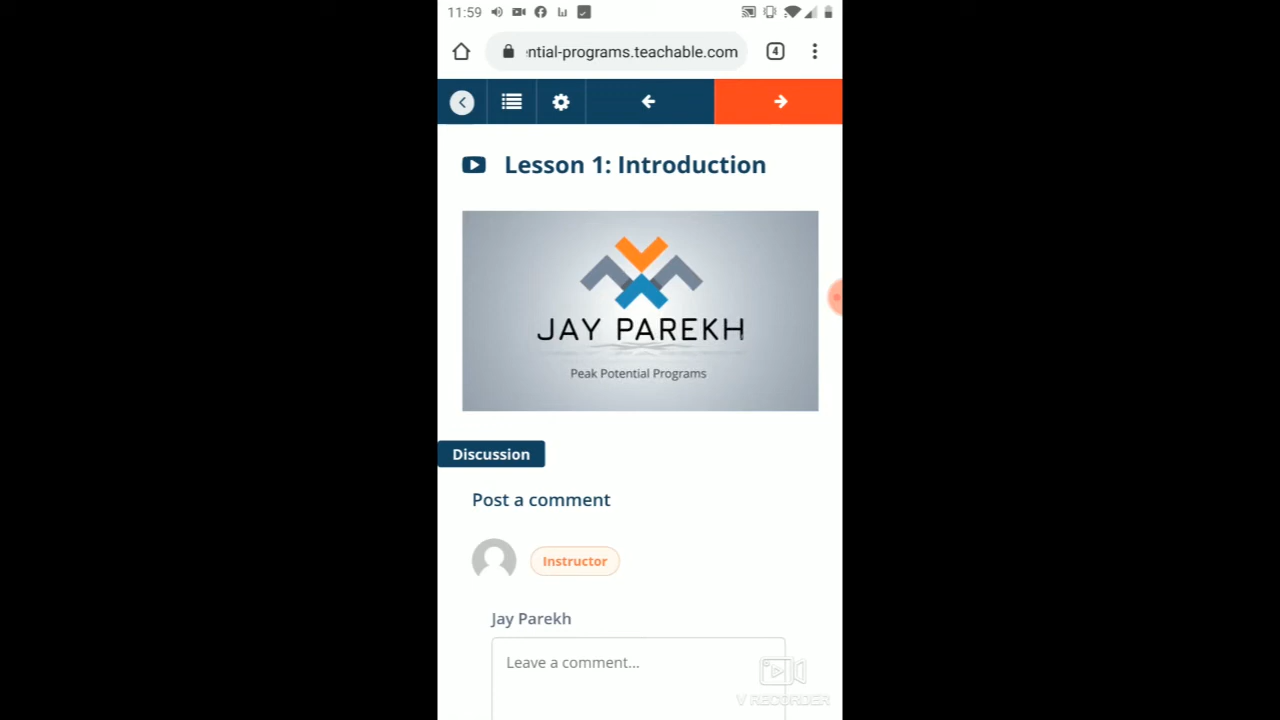 11:59
ntial-programs.teachable.com
4
Lesson 1: Introduction
JAY PAREKH
Peak Potential Programs
Discussion
Post a comment
Instructor
Jay Parekh
Leave a comment...
V RECORDER